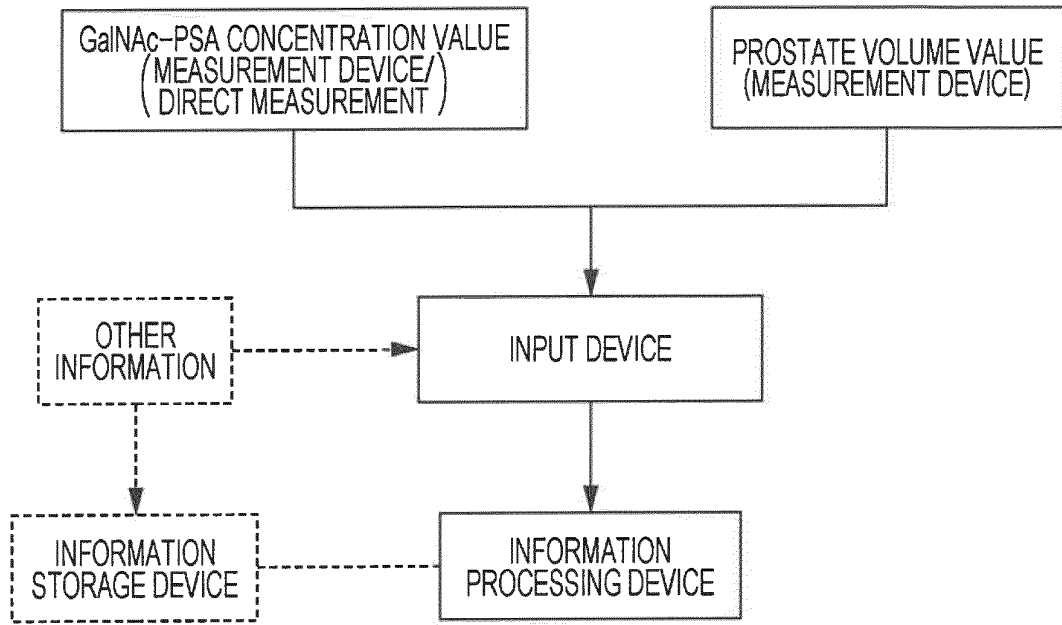 GalNAc-PSA CONCENTRATION VALUE
(MEASUREMENT DEVICE/
DIRECT MEASUREMENT)
PROSTATE VOLUME VALUE
(MEASUREMENT DEVICE)
OTHER
INFORMATION
INPUT DEVICE
INFORMATION
STORAGE DEVICE
INFORMATION
PROCESSING DEVICE